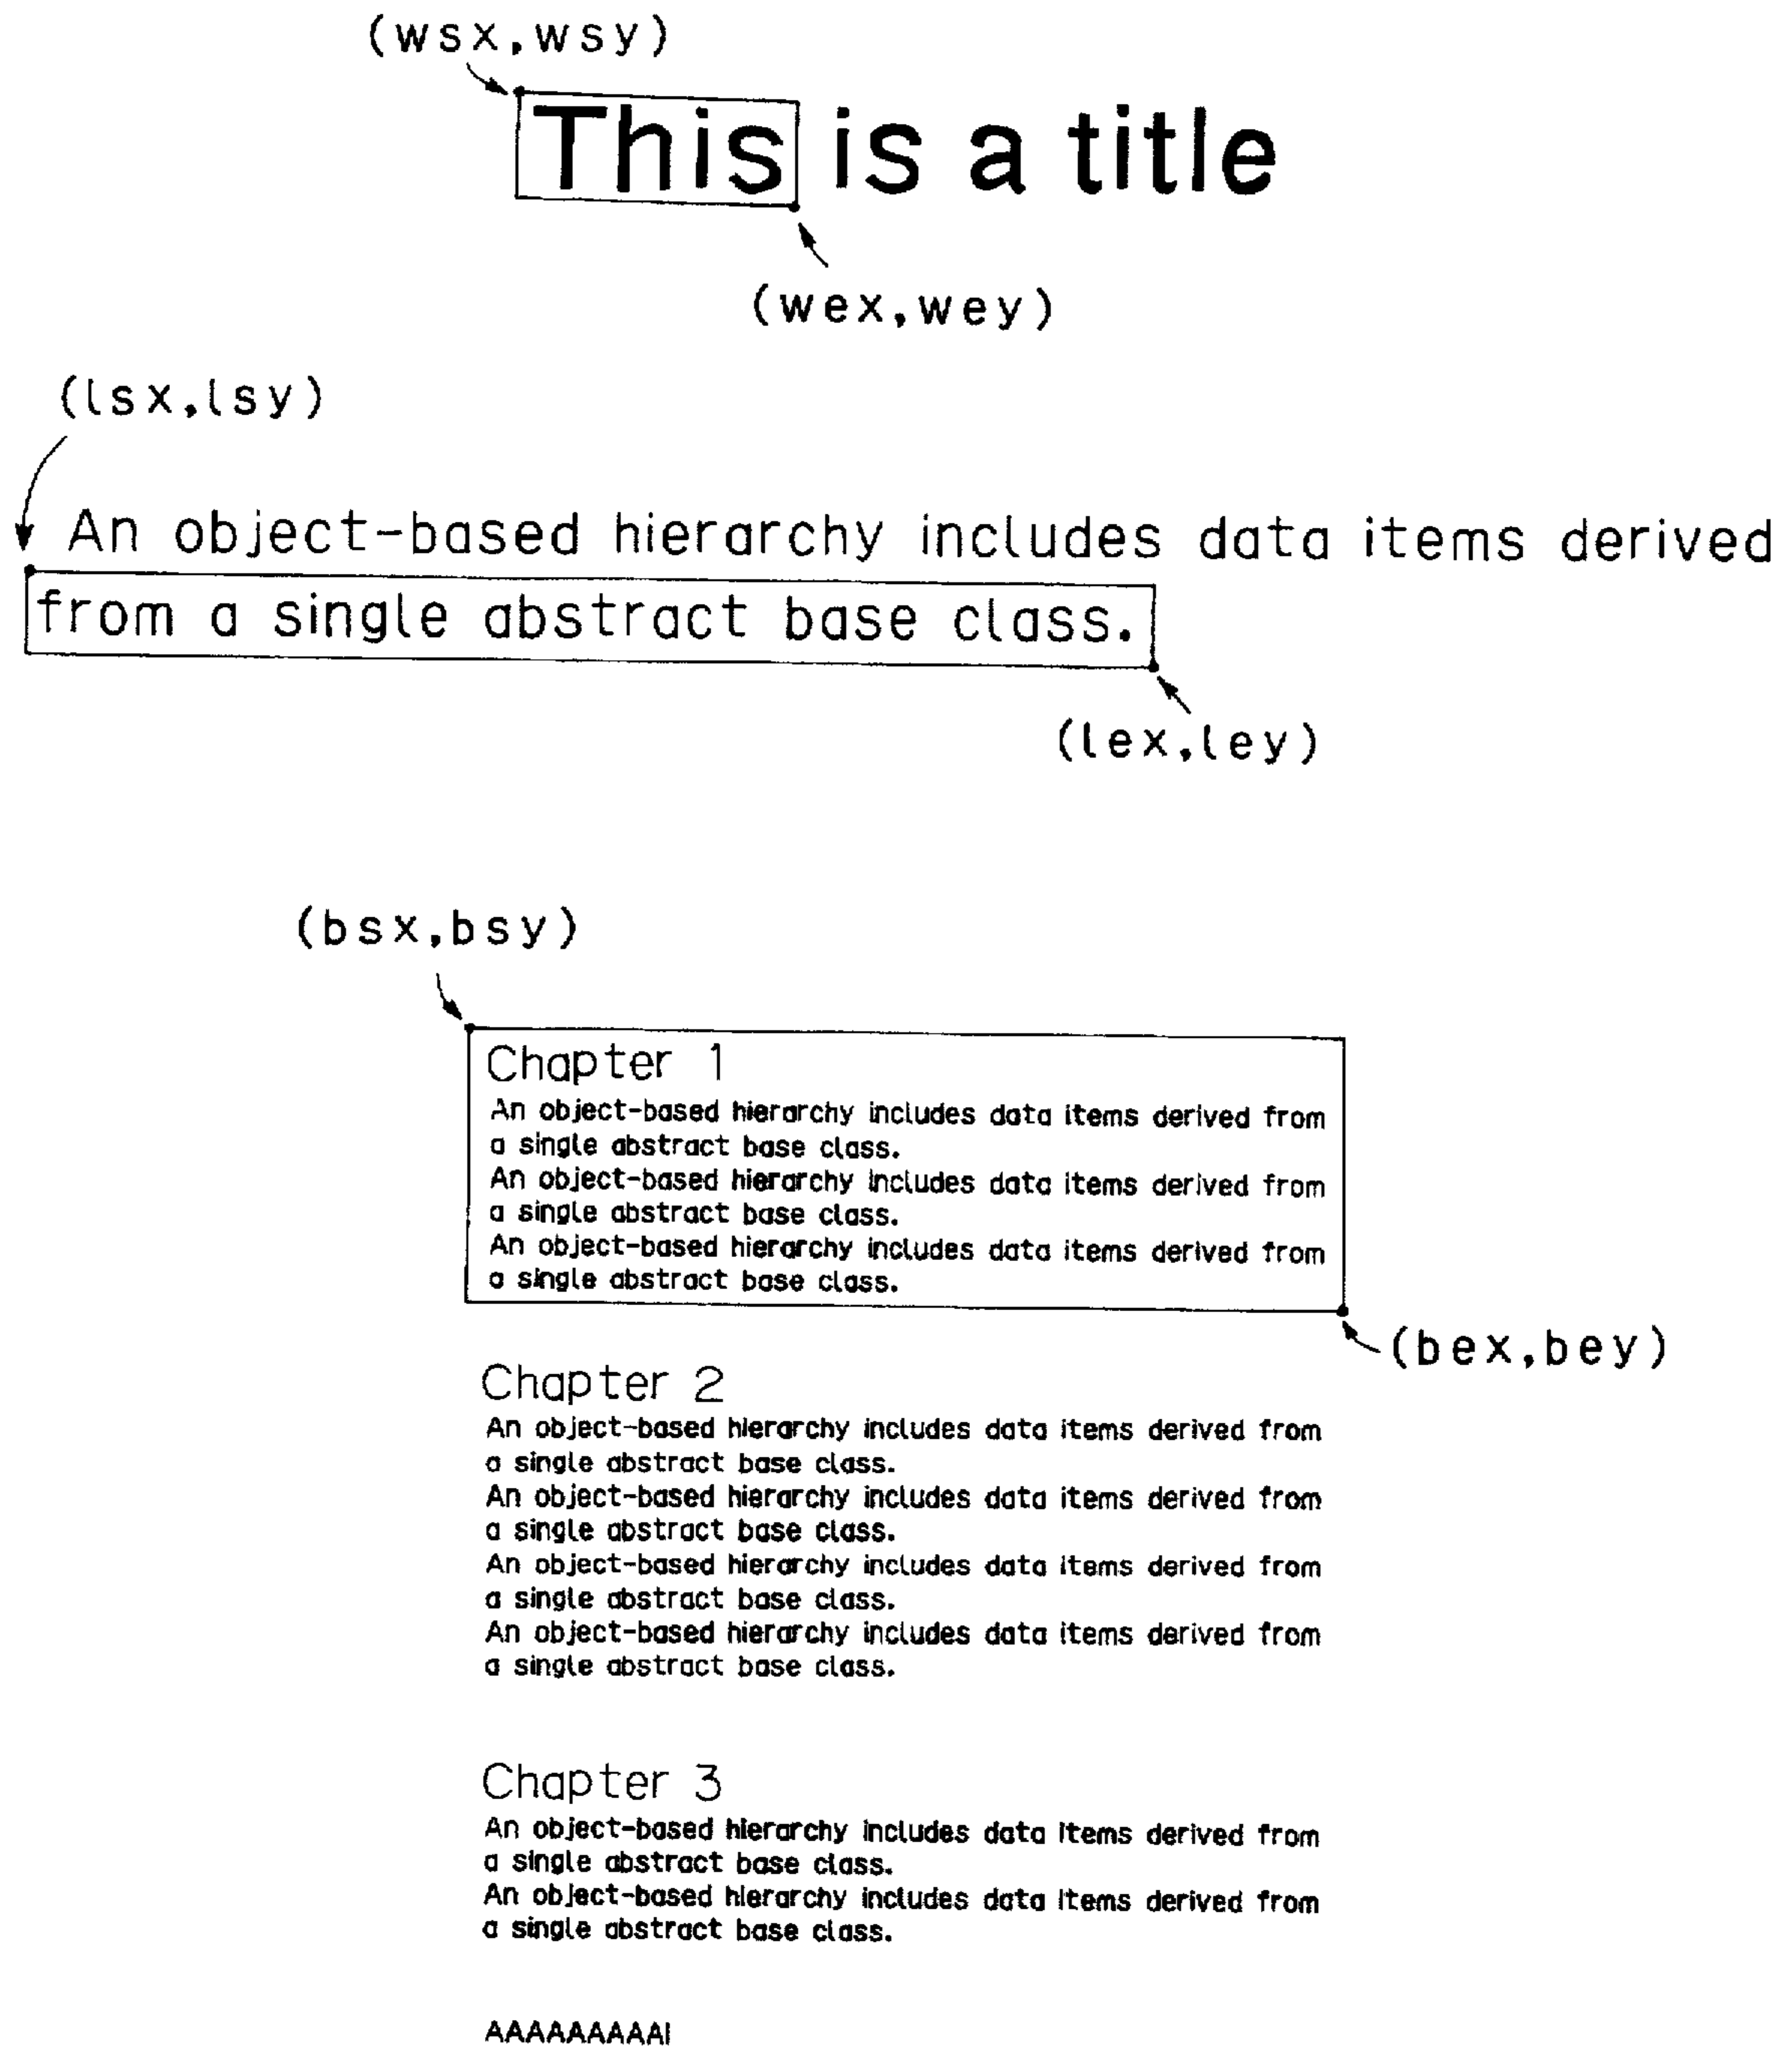 (wsx,wsy)
This is a title
(wex,wey)
(lsx,lsy)
An object-based hierarchy includes data items derived
from a single abstract base class.
(lex,ley)
(bsx,bsy)
Chapter 1
An object-based hierarchy includes data items derived from
a single abstract base class.
An object-based hierarchy includes data items derived from
a single abstract base class.
An object-based hierarchy includes data items derived from
a single abstract base class.
(bex,bey)
Chapter 2
An object-based hierarchy includes data items derived from
a single abstract base class.
An object-based hierarchy includes data items derived from
a single abstract base class.
An object-based hierarchy includes data items derived from
a single abstract base class.
An object-based hierarchy includes data items derived from
a single abstract base class.
Chapter 3
An object-based hierarchy includes data items derived from
a single abstract base class.
An object-based hierarchy includes data items derived from
a single abstract base class.
AAAAAAAAAI